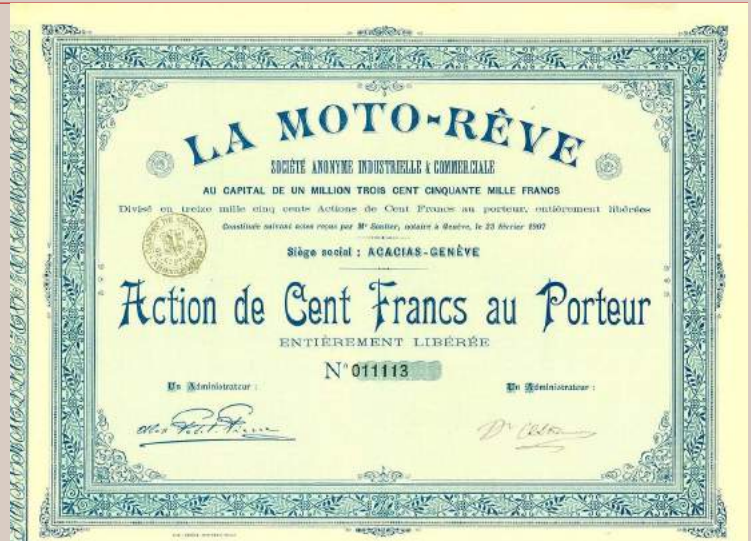 LA MOTO-RÊVE
SOCIÉTÉ ANONYME INDUSTRIELLE & COMMERCIALE
AU CAPITAL DE UN MILLION TROIS CENT CINQUANTE MILLE FRANCS
Divisé en treize mille cinq cents Actions de Cent Francs au porteur, entièrement libérées
Constituée suivant actes reçus par Me notaire à Genève, le 23 février 1907
Siège social : ACACIAS-GENÈVE
Action de Cent Francs au Porteur
ENTIÈREMENT LIBÉRÉE
No 011113
Un Administrateur : Un Administrateur :